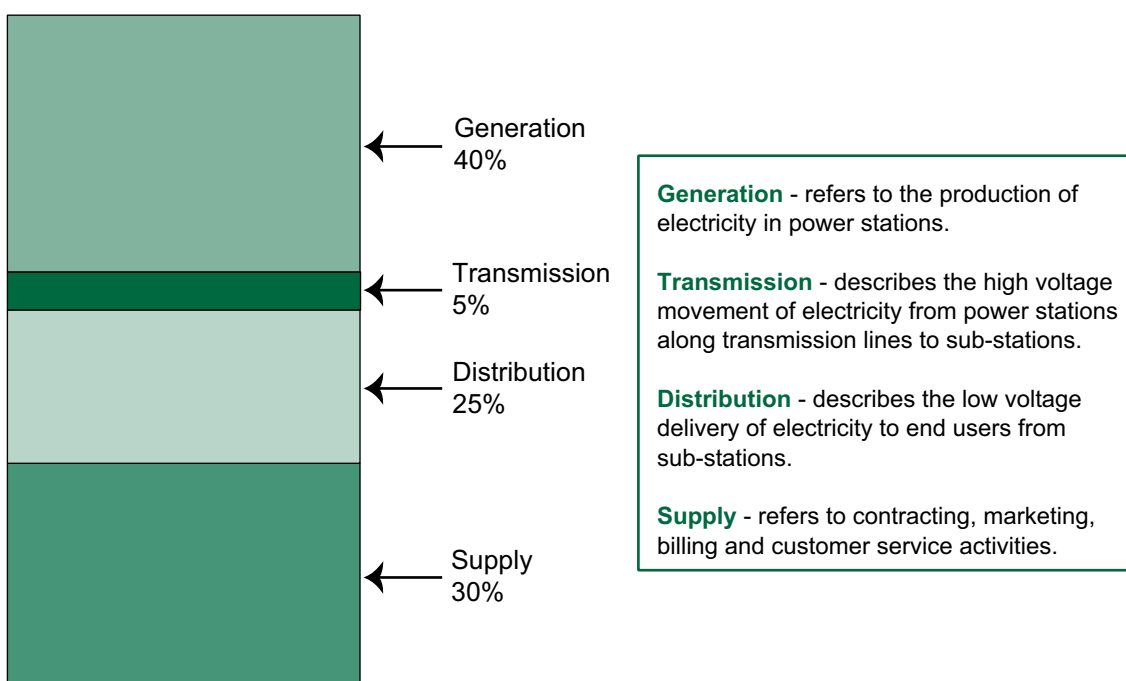 Generation
40%
Transmission
5%
Distribution
25%
Supply
30%
Generation - refers to the production of
electricity in power stations.
Transmission - describes the high voltage
movement of electricity from power stations
along transmission lines to sub-stations.
Distribution - describes the low voltage
delivery of electricity to end users from
sub-stations.
Supply - refers to contracting, marketing,
billing and customer service activities.